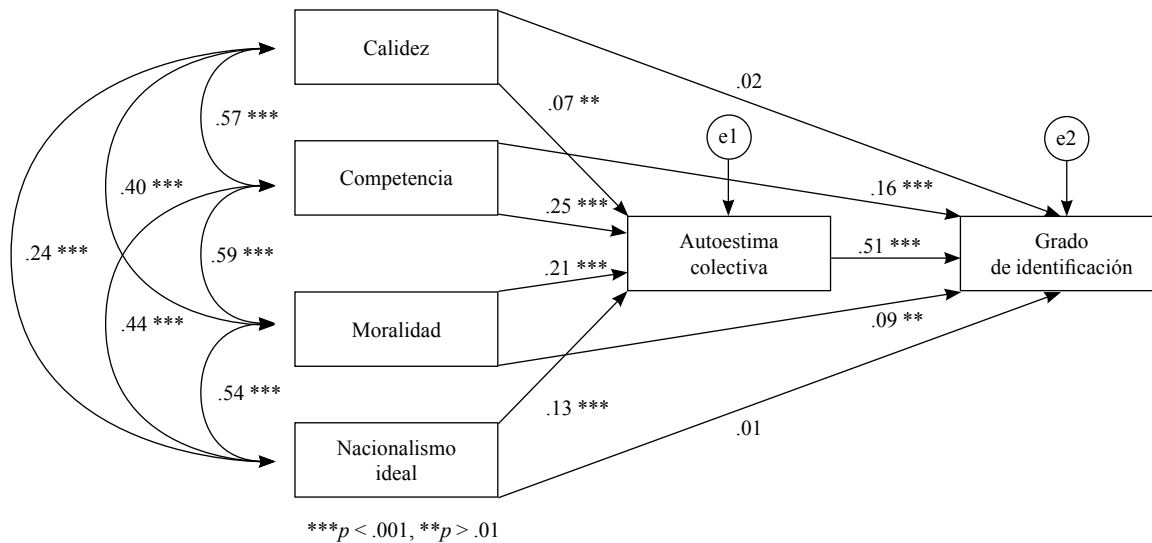 Calidez
.02
.07 **
e1
e2
.57 ***
Competencia
.40 ***
.16 ***
.25 ***
Autoestima
colectiva
.51 ***
Grado
de identificación
.24 ***
.59 ***
.21 ***
.44 ***
Moralidad
.09 **
.54 ***
.13 ***
.01
Nacionalismo
ideal
***p < .001, **p > .01